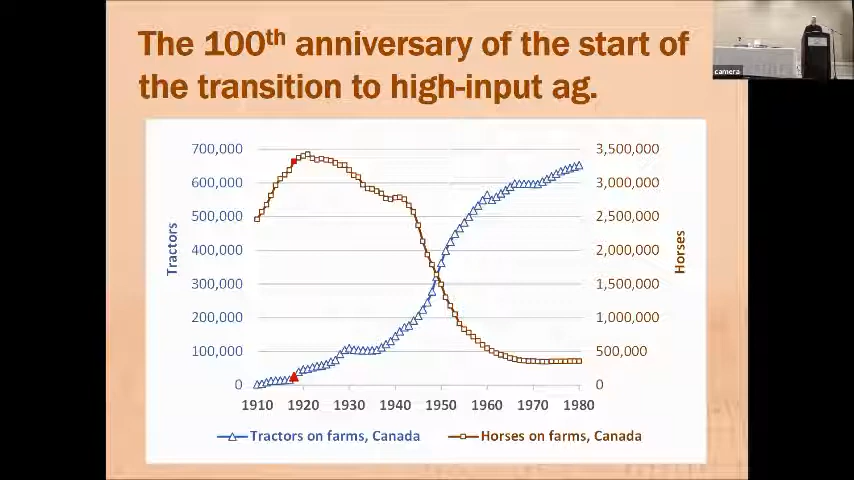 The 100th anniversary of the start of
the transition to high-input ag.
camera
700,000
600,000
500,000
400,000
300,000
200,000
100,000
0
Tractors
3,500,000
3,000,000
2,500,000
2,000,000
1,500,000
1,000,000
500,000
0
Horses
1910 1920 1930 1940 1950 1960 1970 1980
Tractors on farms, Canada Horses on farms, Canada